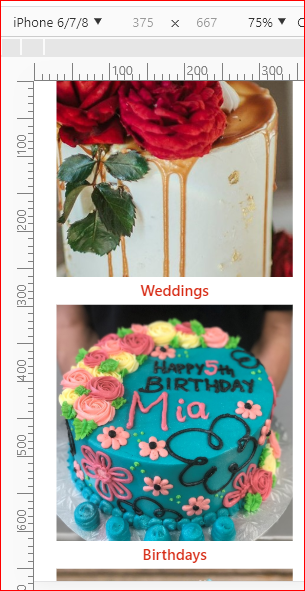 iPhone 6/7/8 ▼ 375 × 667 75% ▼
100 200 300
100
200
Weddings
300
HAPPY 5th
BIRTHDAY
Mia
400
500
Birthdays
600